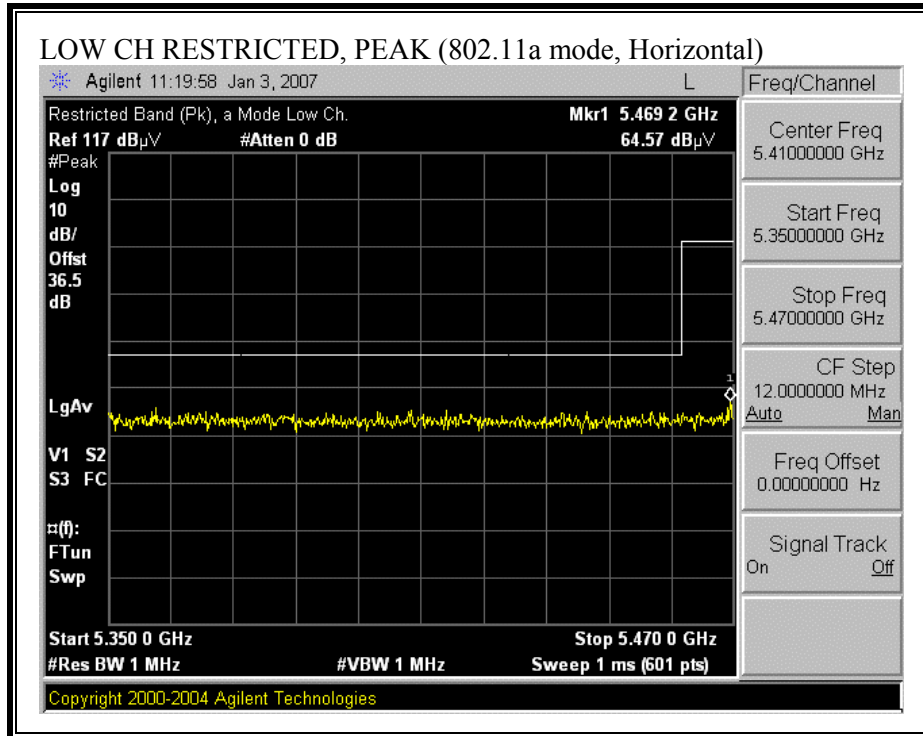 LOW CH RESTRICTED, PEAK (802.11a mode, Horizontal)
Agilent 11:19:58 Jan 3, 2007 L
Freq/Channel
Restricted Band (Pk), a Mode Low Ch. Mkr1 5.469 2 GHz
Ref 117 dBµV #Atten 0 dB 64.57 dBµV
#Peak
Log
10
dB/
Offst
36.5
dB
1
LgAv
V1 S2
S3 FC
¤(f):
FTun
Swp
Start 5.350 0 GHz Stop 5.470 0 GHz
#Res BW 1 MHz #VBW 1 MHz Sweep 1 ms (601 pts)
Center Freq
5.41000000 GHz
Start Freq
5.35000000 GHz
Stop Freq
5.47000000 GHz
CF Step
12.0000000 MHz
Auto Man
Freq Offset
0.00000000 Hz
Signal Track
On Off
Copyright 2000-2004 Agilent Technologies